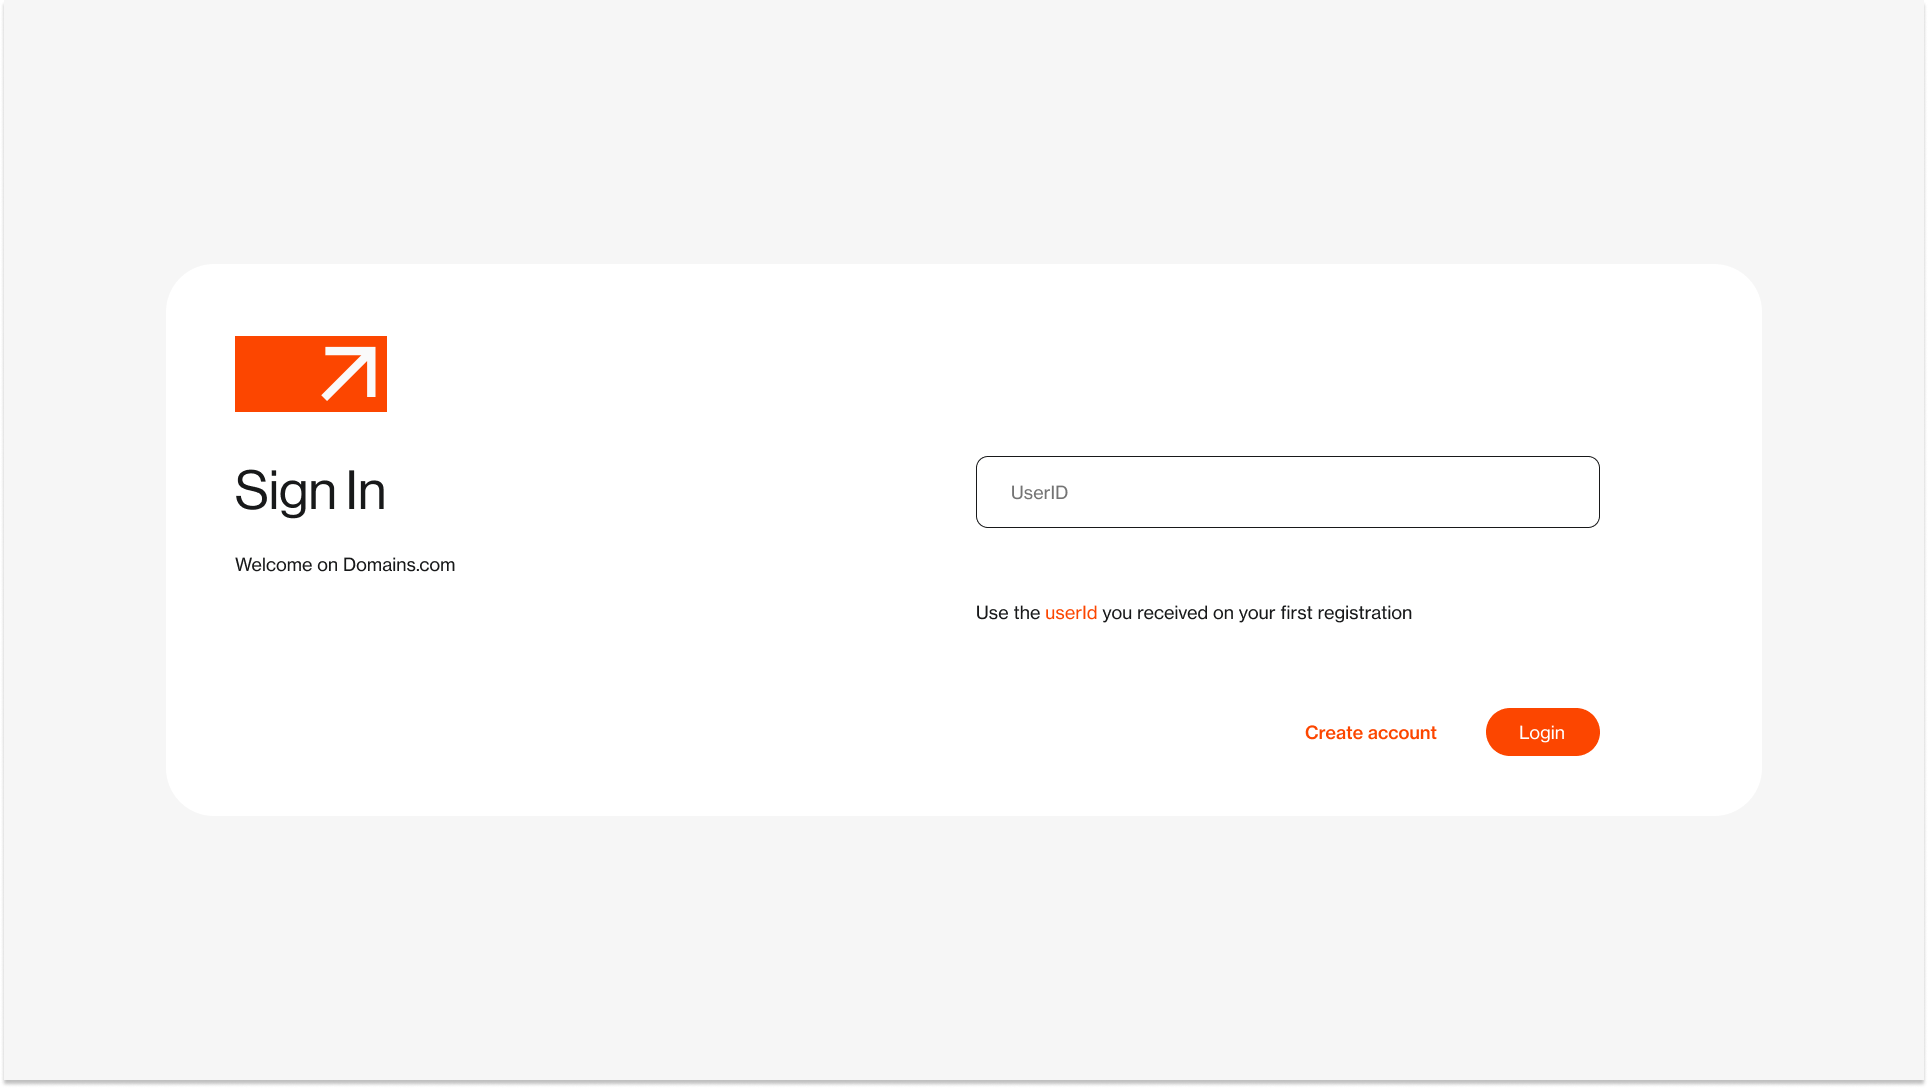 Sign In
Welcome on Domains.com
UserID
Use the userId you received on your first registration
Create account
Login